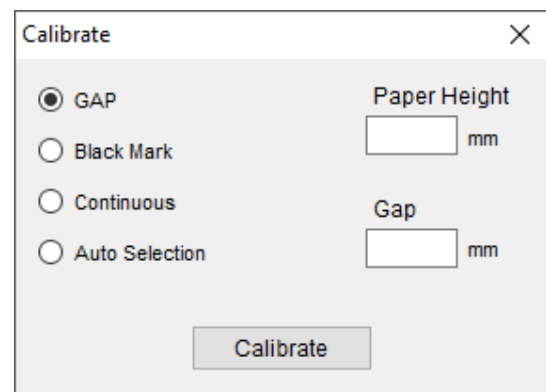 Calibrate
GAP
Black Mark
Continuous
Auto Selection
Paper Height
mm
Gap
mm
Calibrate